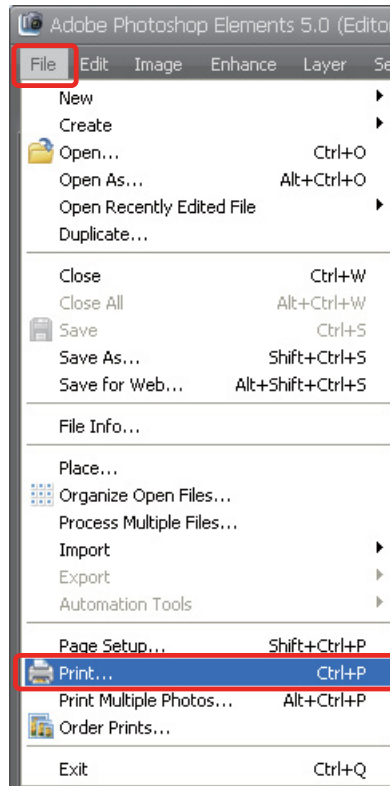 Adobe Photoshop Elements 5.0 (Editor
File Edit Image Enhance Layer Se
New
Create
Open... Ctrl+O
Open As... Alt+Ctrl+O
Open Recently Edited File
Duplicate...
Close Ctrl+W
Close All Alt+Ctrl+W
Save Ctrl+S
Save As... Shift+Ctrl+S
Save for Web... Alt+Shift+Ctrl+S
File Info...
Place...
Organize Open Files...
Process Multiple Files...
Import
Export
Automation Tools
Page Setup... Shift+Ctrl+P
Print... Ctrl+P
Print Multiple Photos... Alt+Ctrl+P
Order Prints...
Exit Ctrl+Q